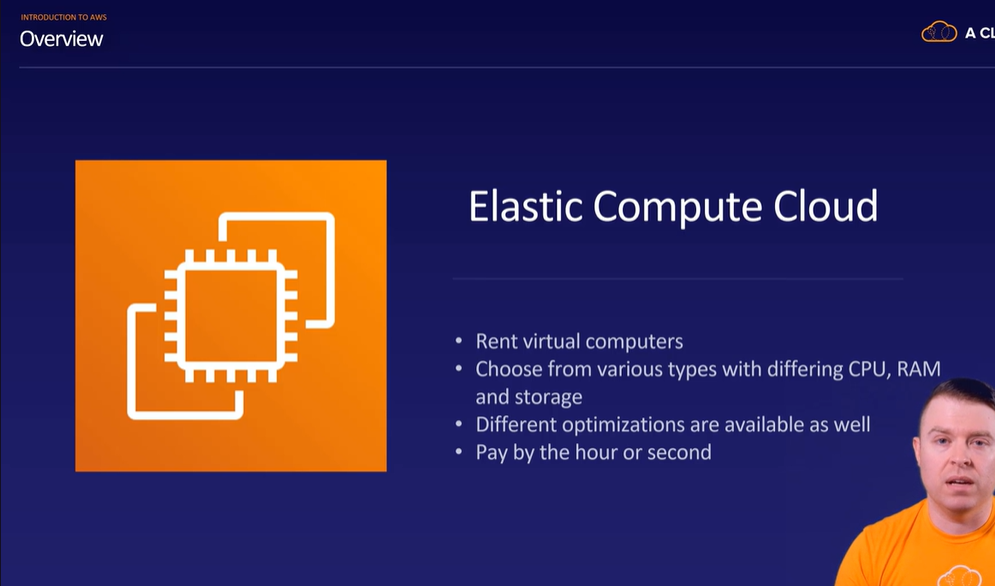 INTRODUCTION TO AWS
Overview
A CL
Elastic Compute Cloud
• Rent virtual computers
• Choose from various types with differing CPU, RAM
and storage
• Different optimizations are available as well
• Pay by the hour or second